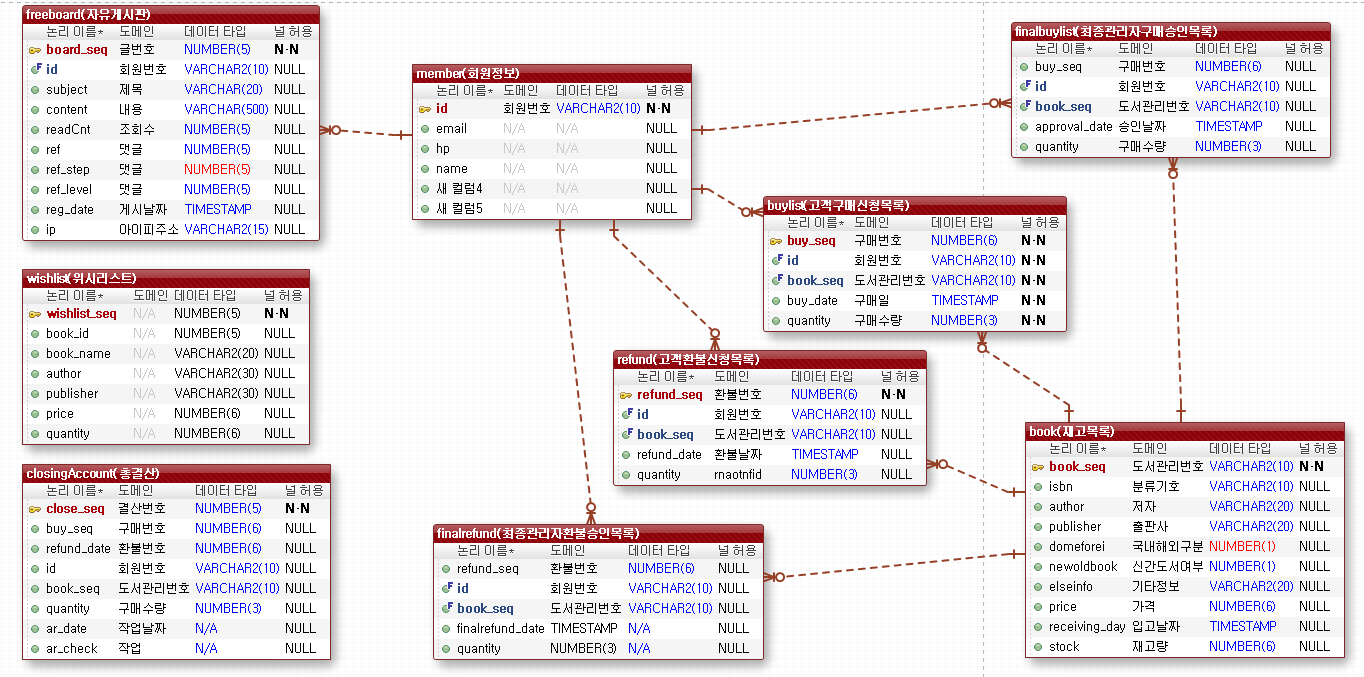 freeboard(자유게시판)
논리 이름* 도메인 데이터 타입 널 허용
board_seq 글번호 NUMBER(5) N-N
id 회원번호 VARCHAR2(10) NULL
subject 제목 VARCHAR(20) NULL
content 내용 VARCHAR(500) NULL
readCnt 조회수 NUMBER(5) NULL
ref 댓글 NUMBER(5) NULL
ref_step 댓글 NUMBER(5) NULL
ref_level 댓글 NUMBER(5) NULL
reg_date 게시날짜 TIMESTAMP NULL
ip 아이피주소 VARCHAR2(15) NULL
wishlist(위시리스트)
논리 이름* 도메인 데이터 타입 널 허용
wishlist_seq N/A NUMBER(5) N-N
book_id N/A NUMBER(5) NULL
book_name N/A VARCHAR2(20) NULL
author N/A VARCHAR2(30) NULL
publisher N/A VARCHAR2(30) NULL
price N/A NUMBER(6) NULL
quantity N/A NUMBER(6) NULL
closingAccount(총결산)
논리 이름* 도메인 데이터 타입 널 허용
close_seq 결산번호 NUMBER(5) N-N
buy_seq 구매번호 NUMBER(6) NULL
refund_date 환불번호 NUMBER(6) NULL
id 회원번호 VARCHAR2(10) NULL
book_seq 도서관리번호 VARCHAR2(10) NULL
quantity 구매수량 NUMBER(3) NULL
ar_date 작업날짜 N/A NULL
ar_check 작업 N/A NULL
member(회원정보)
논리 이름* 도메인 데이터 타입 널 허용
id 회원번호 VARCHAR2(10) N-N
email N/A N/A NULL
hp N/A N/A NULL
name N/A N/A NULL
새 컬럼4 N/A N/A NULL
새 컬럼5 N/A N/A NULL
finalbuylist(최종관리자구매승인목록)
논리 이름* 도메인 데이터 타입 널 허용
buy_seq 구매번호 NUMBER(6) NULL
id 회원번호 VARCHAR2(10) NULL
book_seq 도서관리번호 VARCHAR2(10) NULL
approval_date 승인날짜 TIMESTAMP NULL
quantity 구매수량 NUMBER(3) NULL
buylist(고객구매신청목록)
논리 이름* 도메인 데이터 타입 널 허용
buy_seq 구매번호 NUMBER(6) N-N
id 회원번호 VARCHAR2(10) N-N
book_seq 도서관리번호 VARCHAR2(10) N-N
buy_date 구매일 TIMESTAMP N-N
quantity 구매수량 NUMBER(3) N-N
refund(고객환불신청목록)
논리 이름* 도메인 데이터 타입 널 허용
refund_seq 환불번호 NUMBER(6) N-N
id 회원번호 VARCHAR2(10) NULL
book_seq 도서관리번호 VARCHAR2(10) NULL
refund_date 환불날짜 TIMESTAMP NULL
quantity rnaotnfid NUMBER(3) NULL
finalrefund(최종관리자환불승인목록)
논리 이름* 도메인 데이터 타입 널 허용
refund_seq 환불번호 NUMBER(6) NULL
id 회원번호 VARCHAR2(10) NULL
book_seq 도서관리번호 VARCHAR2(10) NULL
finalrefund_date TIMESTAMP N/A NULL
quantity NUMBER(3) N/A NULL
book(재고목록)
논리 이름* 도메인 데이터 타입 널 허용
book_seq 도서관리번호 VARCHAR2(10) N-N
isbn 분류기호 VARCHAR2(10) NULL
author 저자 VARCHAR2(20) NULL
publisher 출판사 VARCHAR2(20) NULL
domeforei 국내해외구분 NUMBER(1) NULL
newoldbook 신간도서여부 NUMBER(1) NULL
elseinfo 기타정보 VARCHAR2(20) NULL
price 가격 NUMBER(6) NULL
receiving_day 입고날짜 TIMESTAMP NULL
stock 재고량 NUMBER(6) NULL